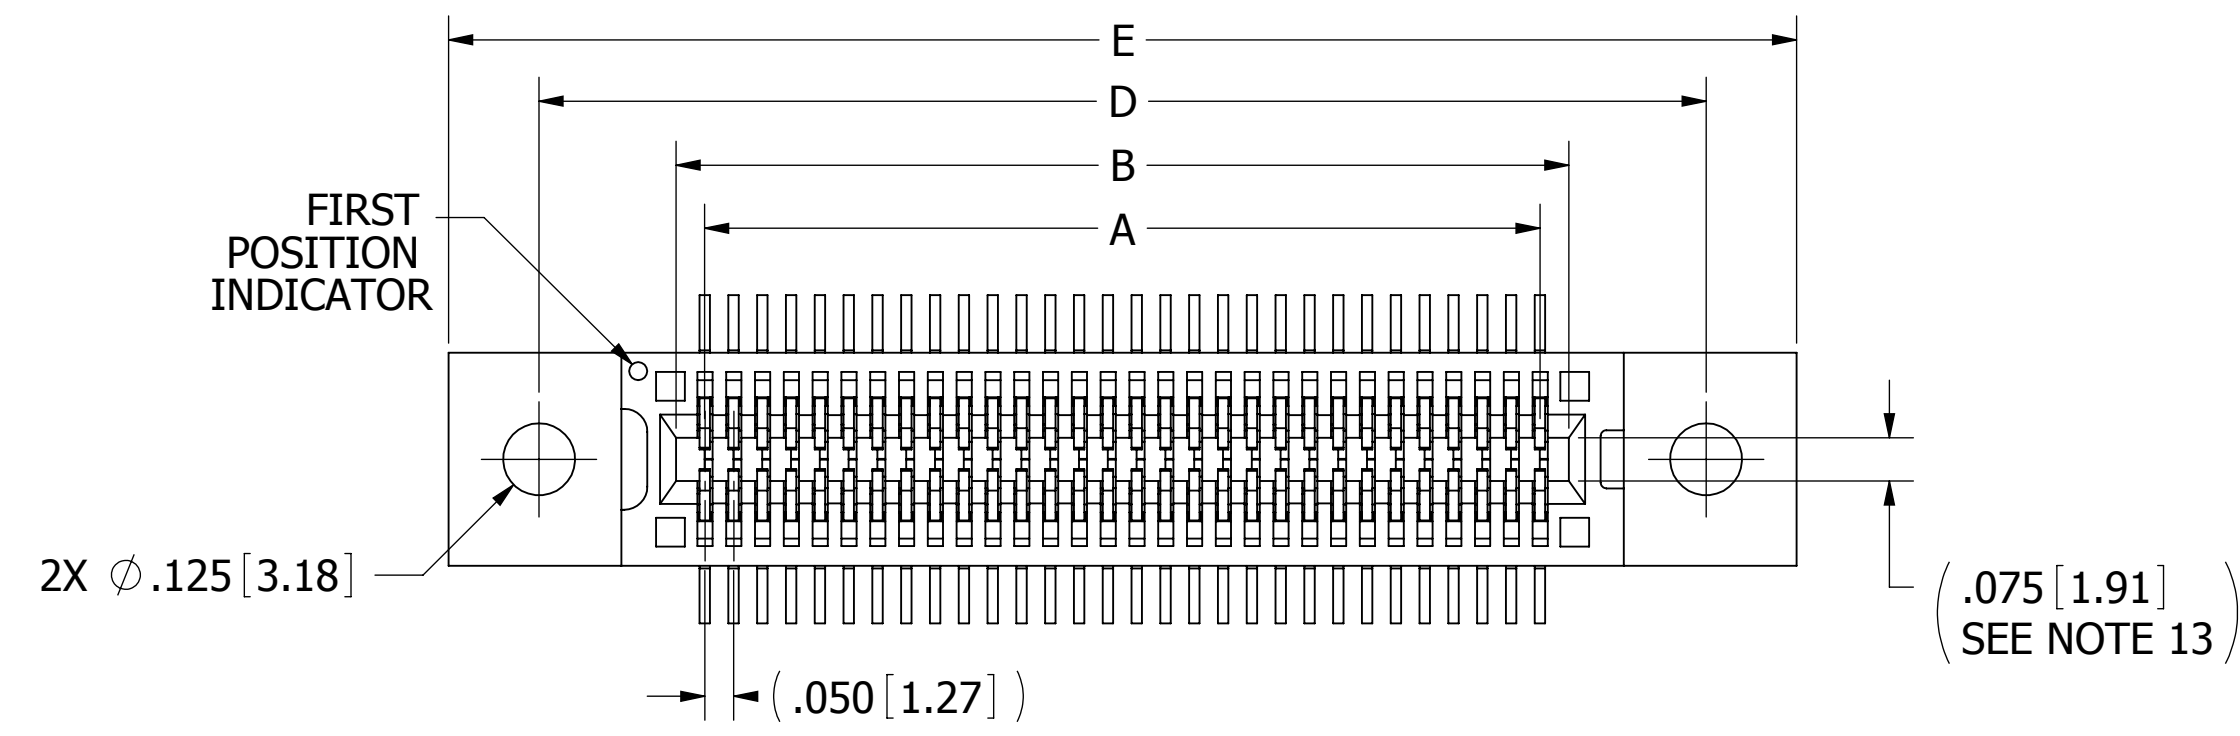 E
D
B
A
FIRST
POSITION
INDICATOR
2X ∅.125[3.18]
(.075[1.91]
SEE NOTE 13)
(.050[1.27])